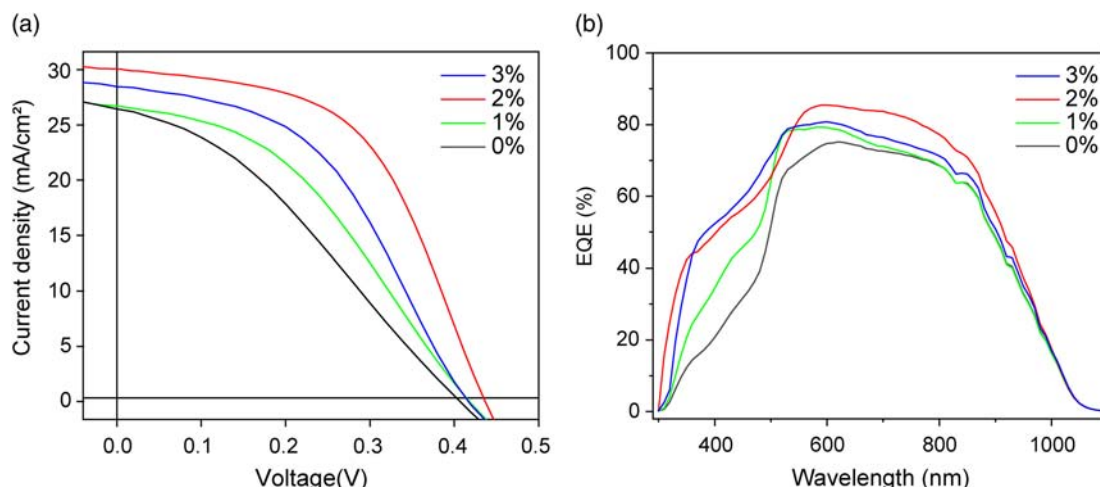 (a)
Current density (mA/cm²)
30
25
20
15
10
5
0
3%
2%
1%
0%
0.0 0.1 0.2 0.3 0.4 0.5
Voltage(V)
(b)
EQE (%)
100
80
60
40
20
0
3%
2%
1%
0%
400 600 800 1000
Wavelength (nm)